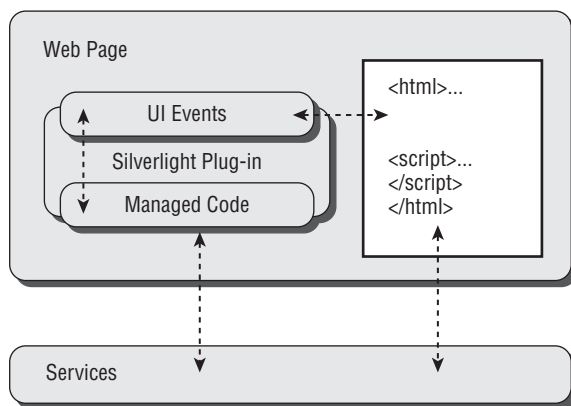 Web Page
UI Events
Silverlight Plug-in
Managed Code
<html>...
<script>...
</script>
</html>
Services